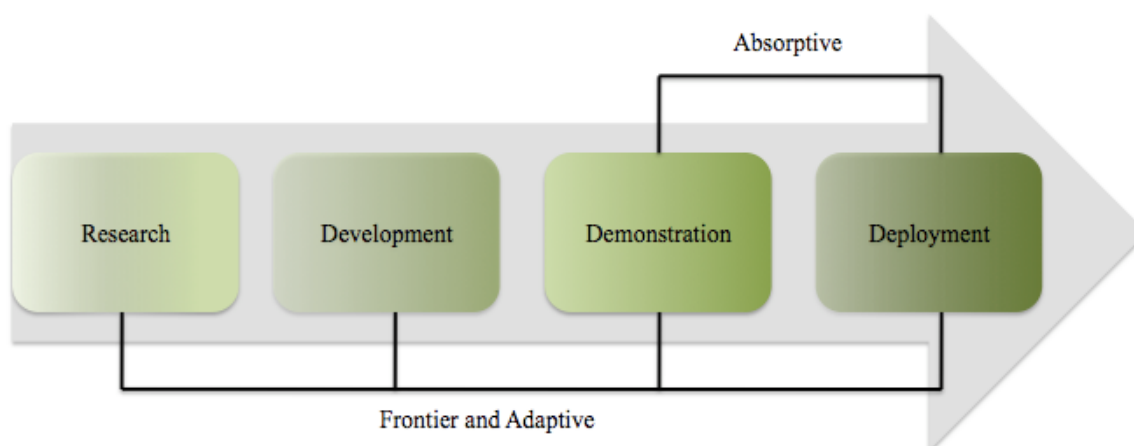 Absorptive
Research
Development
Demonstration
Deployment
Frontier and Adaptive